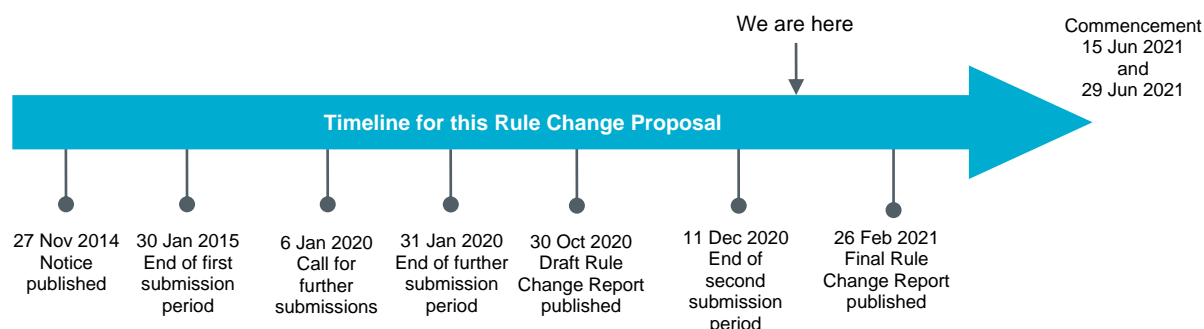 We are here
Commencement
15 Jun 2021
and
29 Jun 2021
Timeline for this Rule Change Proposal
27 Nov 2014
Notice
published
30 Jan 2015
End of first
submission
period
6 Jan 2020
Call for
further
submissions
31 Jan 2020
End of further
submission
period
30 Oct 2020
Draft Rule
Change Report
published
11 Dec 2020
End of
second
submission
period
26 Feb 2021
Final Rule
Change Report
published